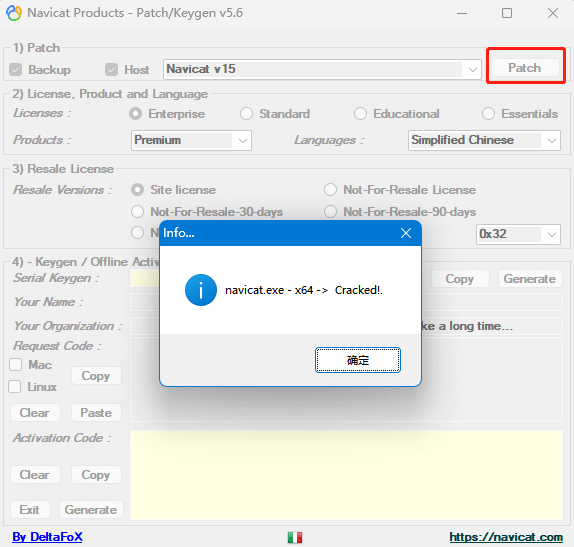 Navicat Products - Patch/Keygen v5.6
1) Patch
Backup Host Navicat v15 Patch
2) License, Product and Language
Licenses : Enterprise Standard Educational Essentials
Products : Premium Languages : Simplified Chinese
3) Resale License
Resale Versions : Site license Not-For-Resale License
Not-For-Resale-30-days Not-For-Resale-90-days
0x32
Info...
navicat.exe - x64 -> Cracked!.
确定
4) - Keygen / Offline Activ
Serial Keygen : Copy Generate
Your Name :
Your Organization : ke a long time...
Request Code :
Mac
Linux
Copy
Clear Paste
Activation Code :
Clear Copy
Exit Generate
By DeltaFoX https://navicat.com